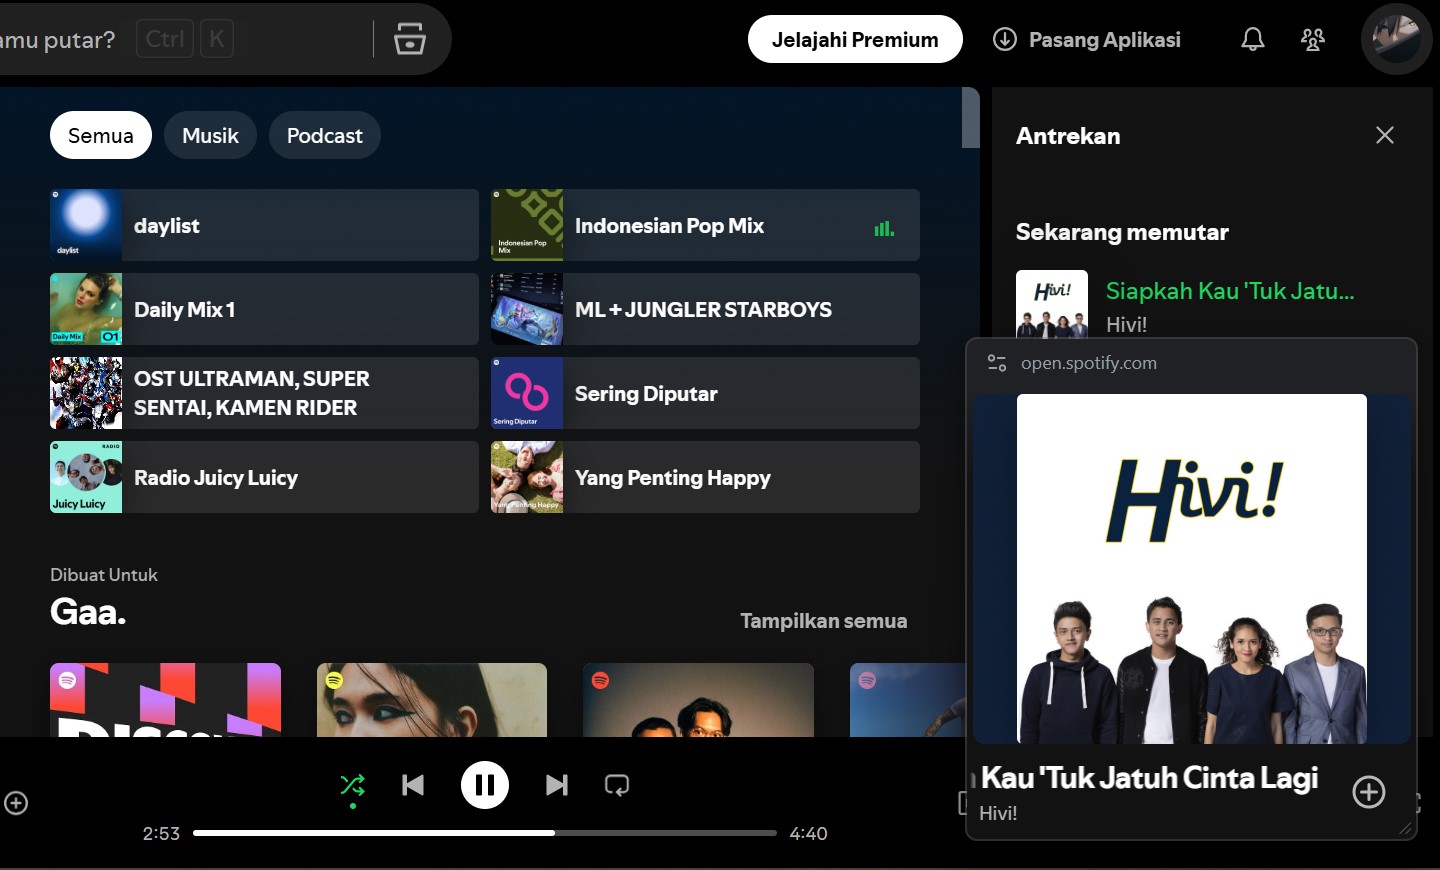 amu putar?
Ctrl K
Jelajahi Premium
Pasang Aplikasi
Semua
Musik
Podcast
daylist
daylist
Indonesian Pop
Mix
Indonesian Pop Mix
Daily Mix 01
Daily Mix 1
ML + JUNGLER STARBOYS
OST ULTRAMAN, SUPER
SENTAI, KAMEN RIDER
Sering Diputar
Sering Diputar
RADIO
Juicy Luicy
Radio Juicy Luicy
Yang Penting Happy
Yang Penting Happy
Dibuat Untuk
Gaa.
Tampilkan semua
2:53
4:40
Antrekan
Sekarang memutar
Hivi!
Siapkah Kau 'Tuk Jatu...
Hivi!
open.spotify.com
Hivi!
Kau 'Tuk Jatuh Cinta Lagi
Hivi!